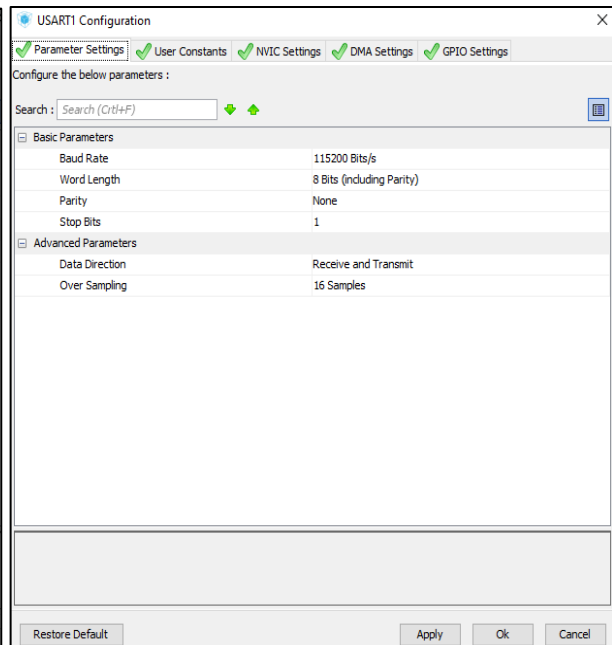 USART1 Configuration
Parameter Settings User Constants NVIC Settings DMA Settings GPIO Settings
Configure the below parameters :
Search : Search (Crtl+F)
Basic Parameters
Baud Rate 115200 Bits/s
Word Length 8 Bits (including Parity)
Parity None
Stop Bits 1
Advanced Parameters
Data Direction Receive and Transmit
Over Sampling 16 Samples
Restore Default Apply Ok Cancel